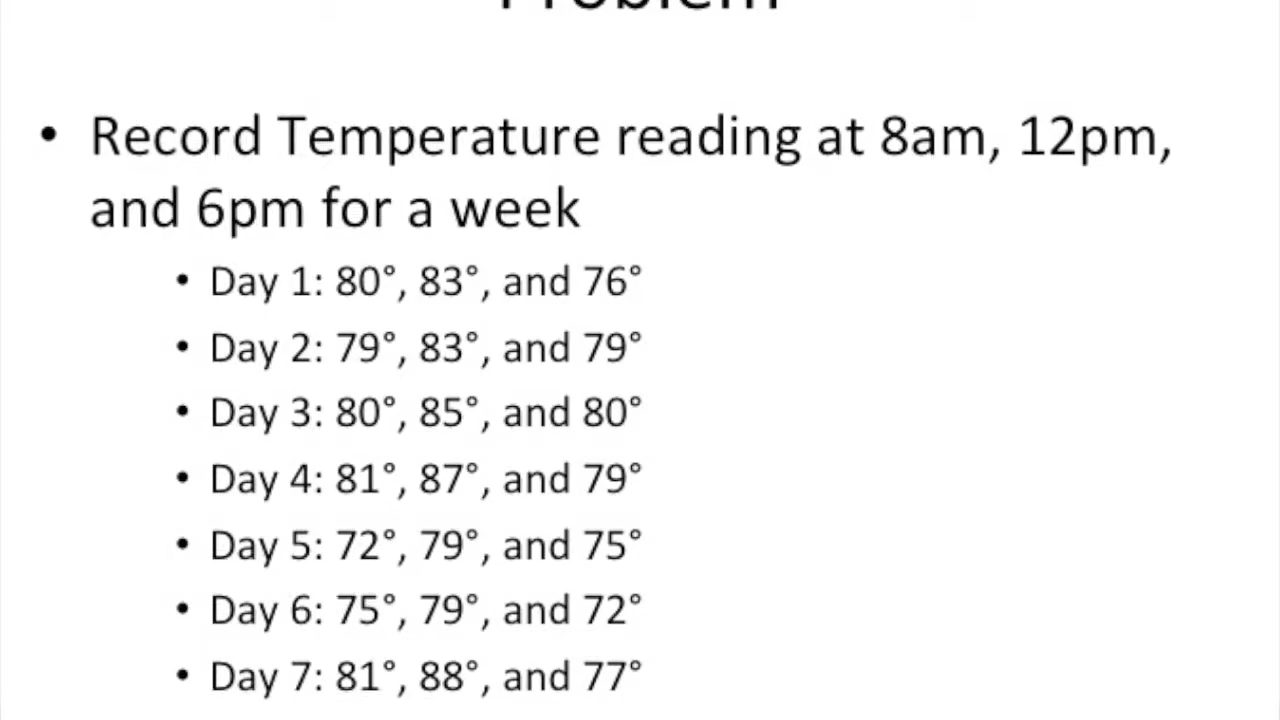 Problem
• Record Temperature reading at 8am, 12pm,
and 6pm for a week
• Day 1: 80°, 83°, and 76°
• Day 2: 79°, 83°, and 79°
• Day 3: 80°, 85°, and 80°
• Day 4: 81°, 87°, and 79°
• Day 5: 72°, 79°, and 75°
• Day 6: 75°, 79°, and 72°
• Day 7: 81°, 88°, and 77°